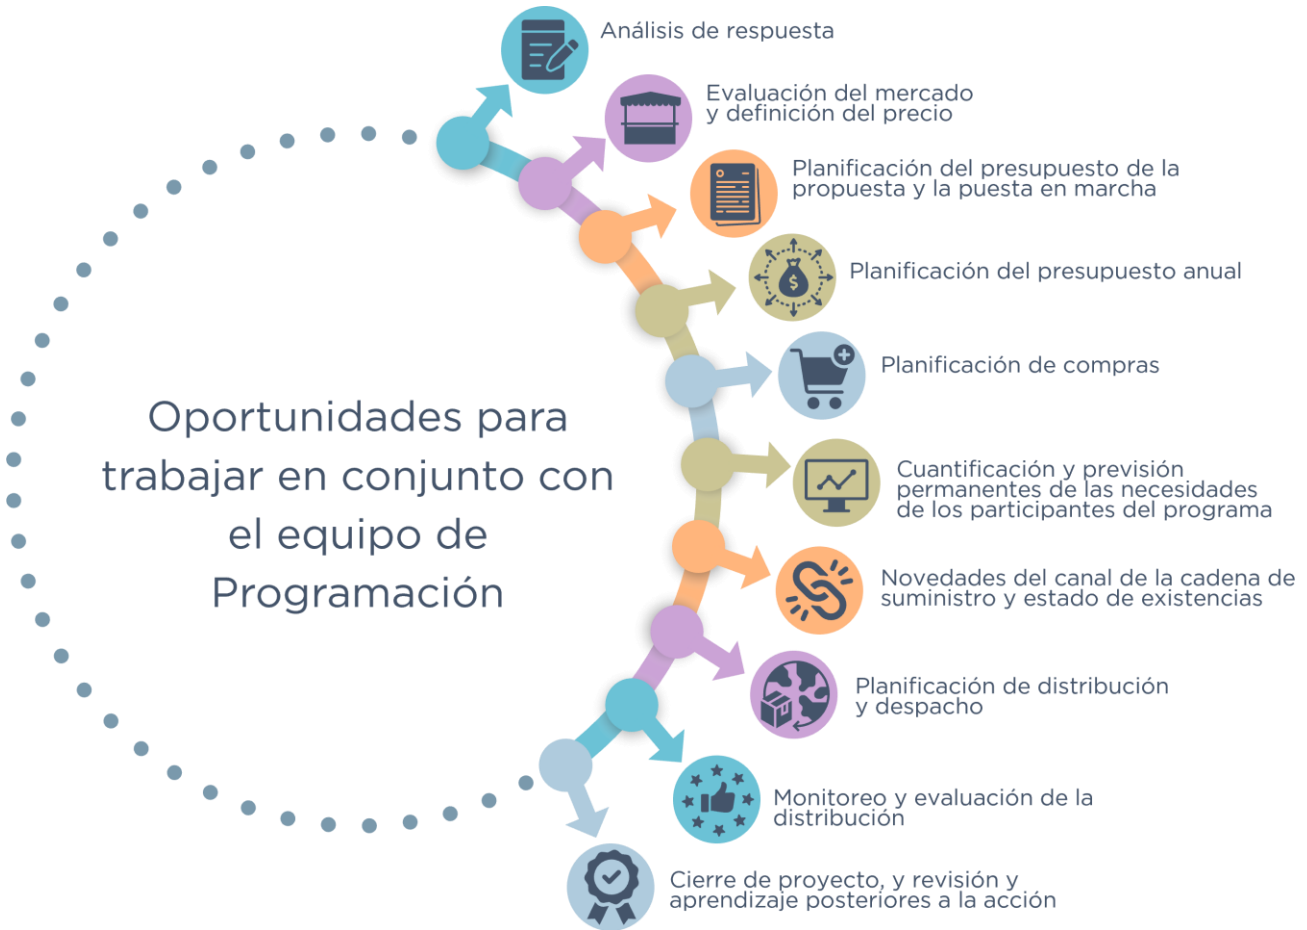 Análisis de respuesta
Evaluación del mercado
y definición del precio
Planificación del presupuesto de la
propuesta y la puesta en marcha
Planificación del presupuesto anual
Planificación de compras
Oportunidades para
trabajar en conjunto con
el equipo de
Programación
Cuantificación y previsión
permanentes de las necesidades
de los participantes del programa
Novedades del canal de la cadena de
suministro y estado de existencias
Planificación de distribución
y despacho
Monitoreo y evaluación de la
distribución
Cierre de proyecto, y revisión y
aprendizaje posteriores a la acción